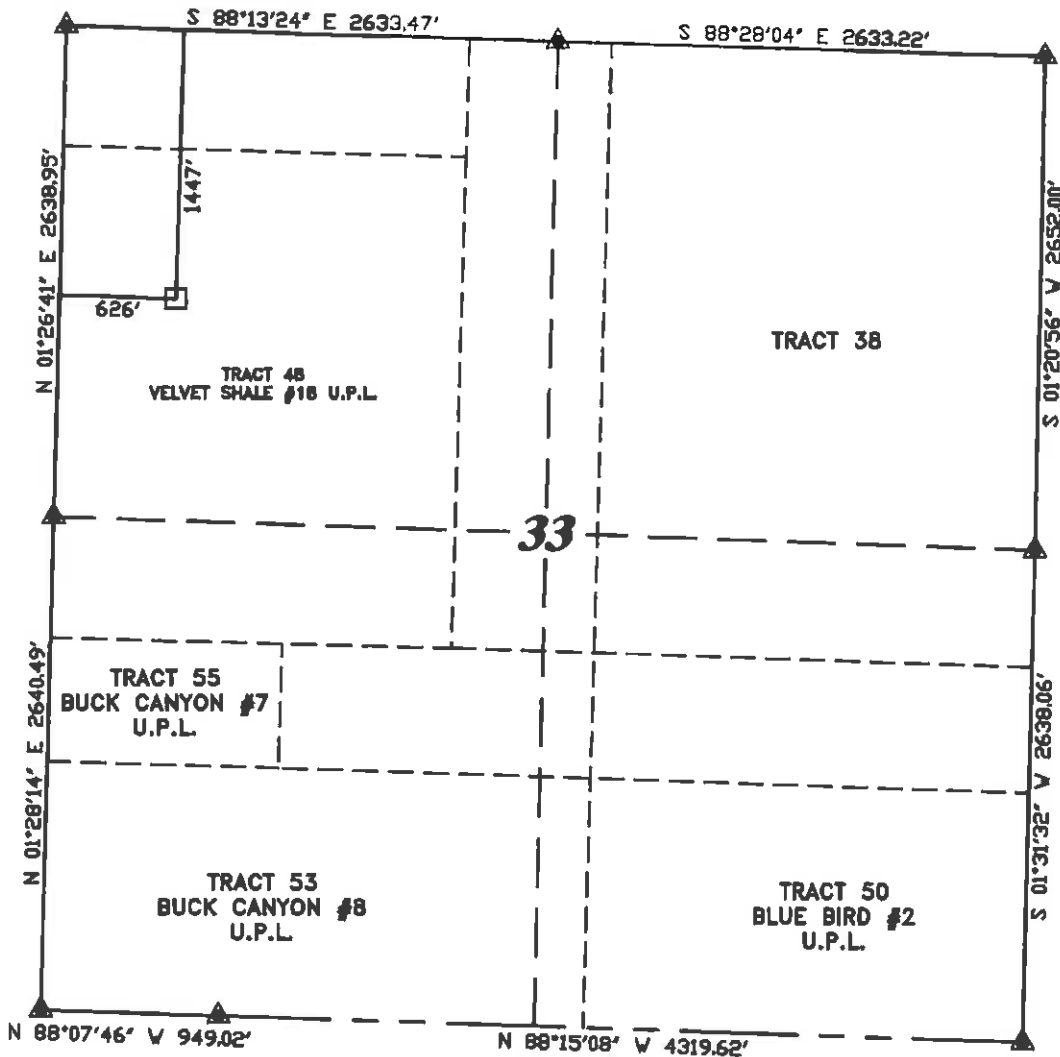 S 88°13'24" E 2633.47'
S 88°28'04" E 2633.22'
N 01°26'41" E 2638.95'
1447'
626'
S 01°20'56" W 2652.00'
TRACT 38
TRACT 48
VELVET SHALE #18 U.P.L.
33
TRACT 55
BUCK CANYON #7
U.P.L.
N 01°28'14" E 2640.49'
S 01°31'32" W 2638.06'
TRACT 53
BUCK CANYON #8
U.P.L.
TRACT 50
BLUE BIRD #2
U.P.L.
N 88°07'46" W 949.02'
N 88°15'08" W 4319.62'